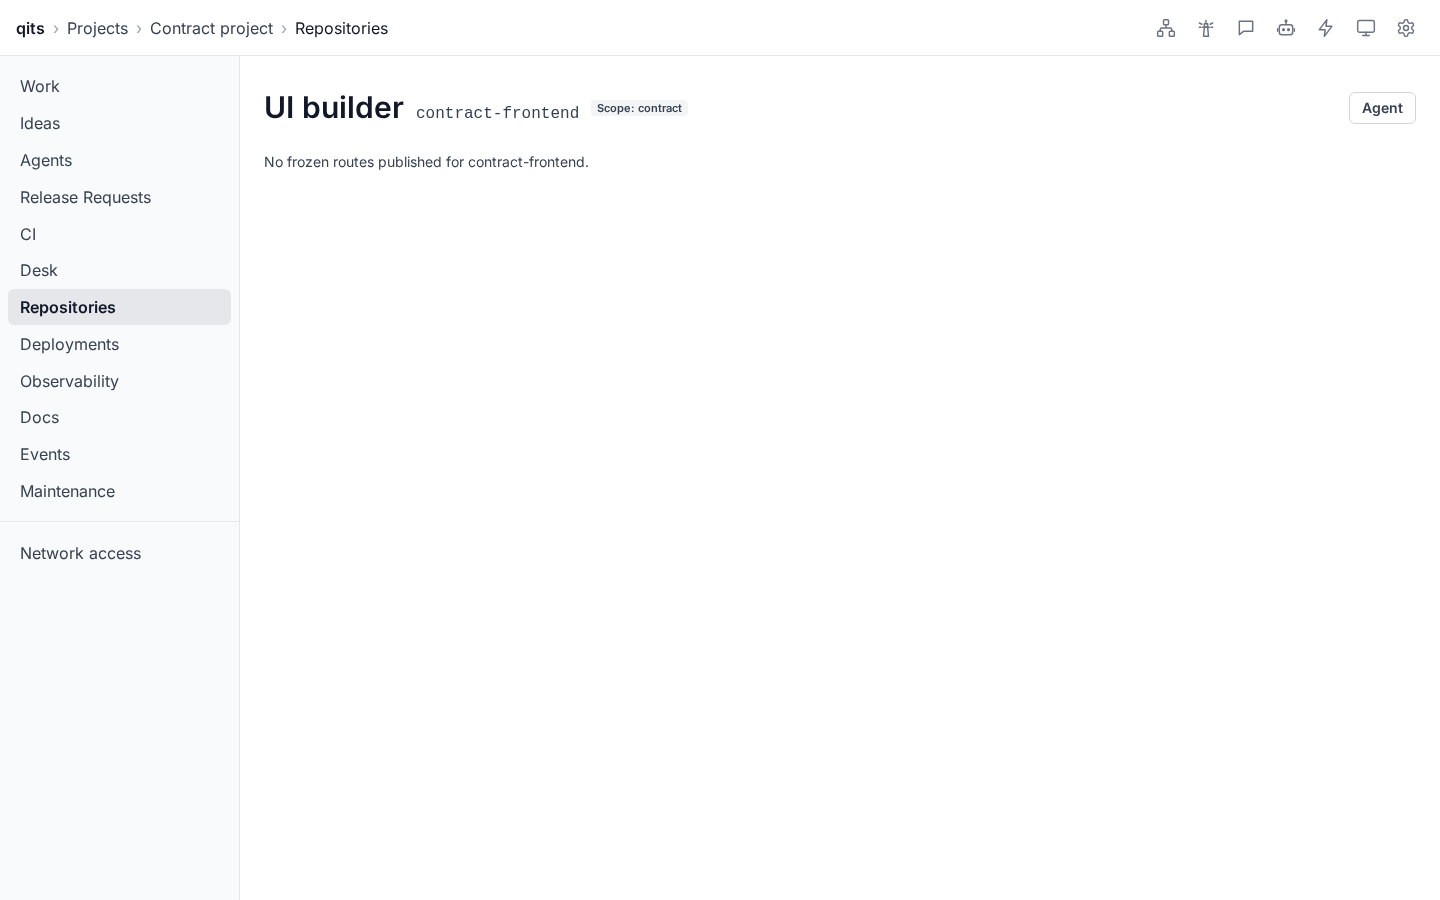 qits › Projects › Contract project › Repositories
Work
Ideas
Agents
Release Requests
CI
Desk
Repositories
Deployments
Observability
Docs
Events
Maintenance
Network access
UI builder contract-frontend Scope: contract
Agent
No frozen routes published for contract-frontend.